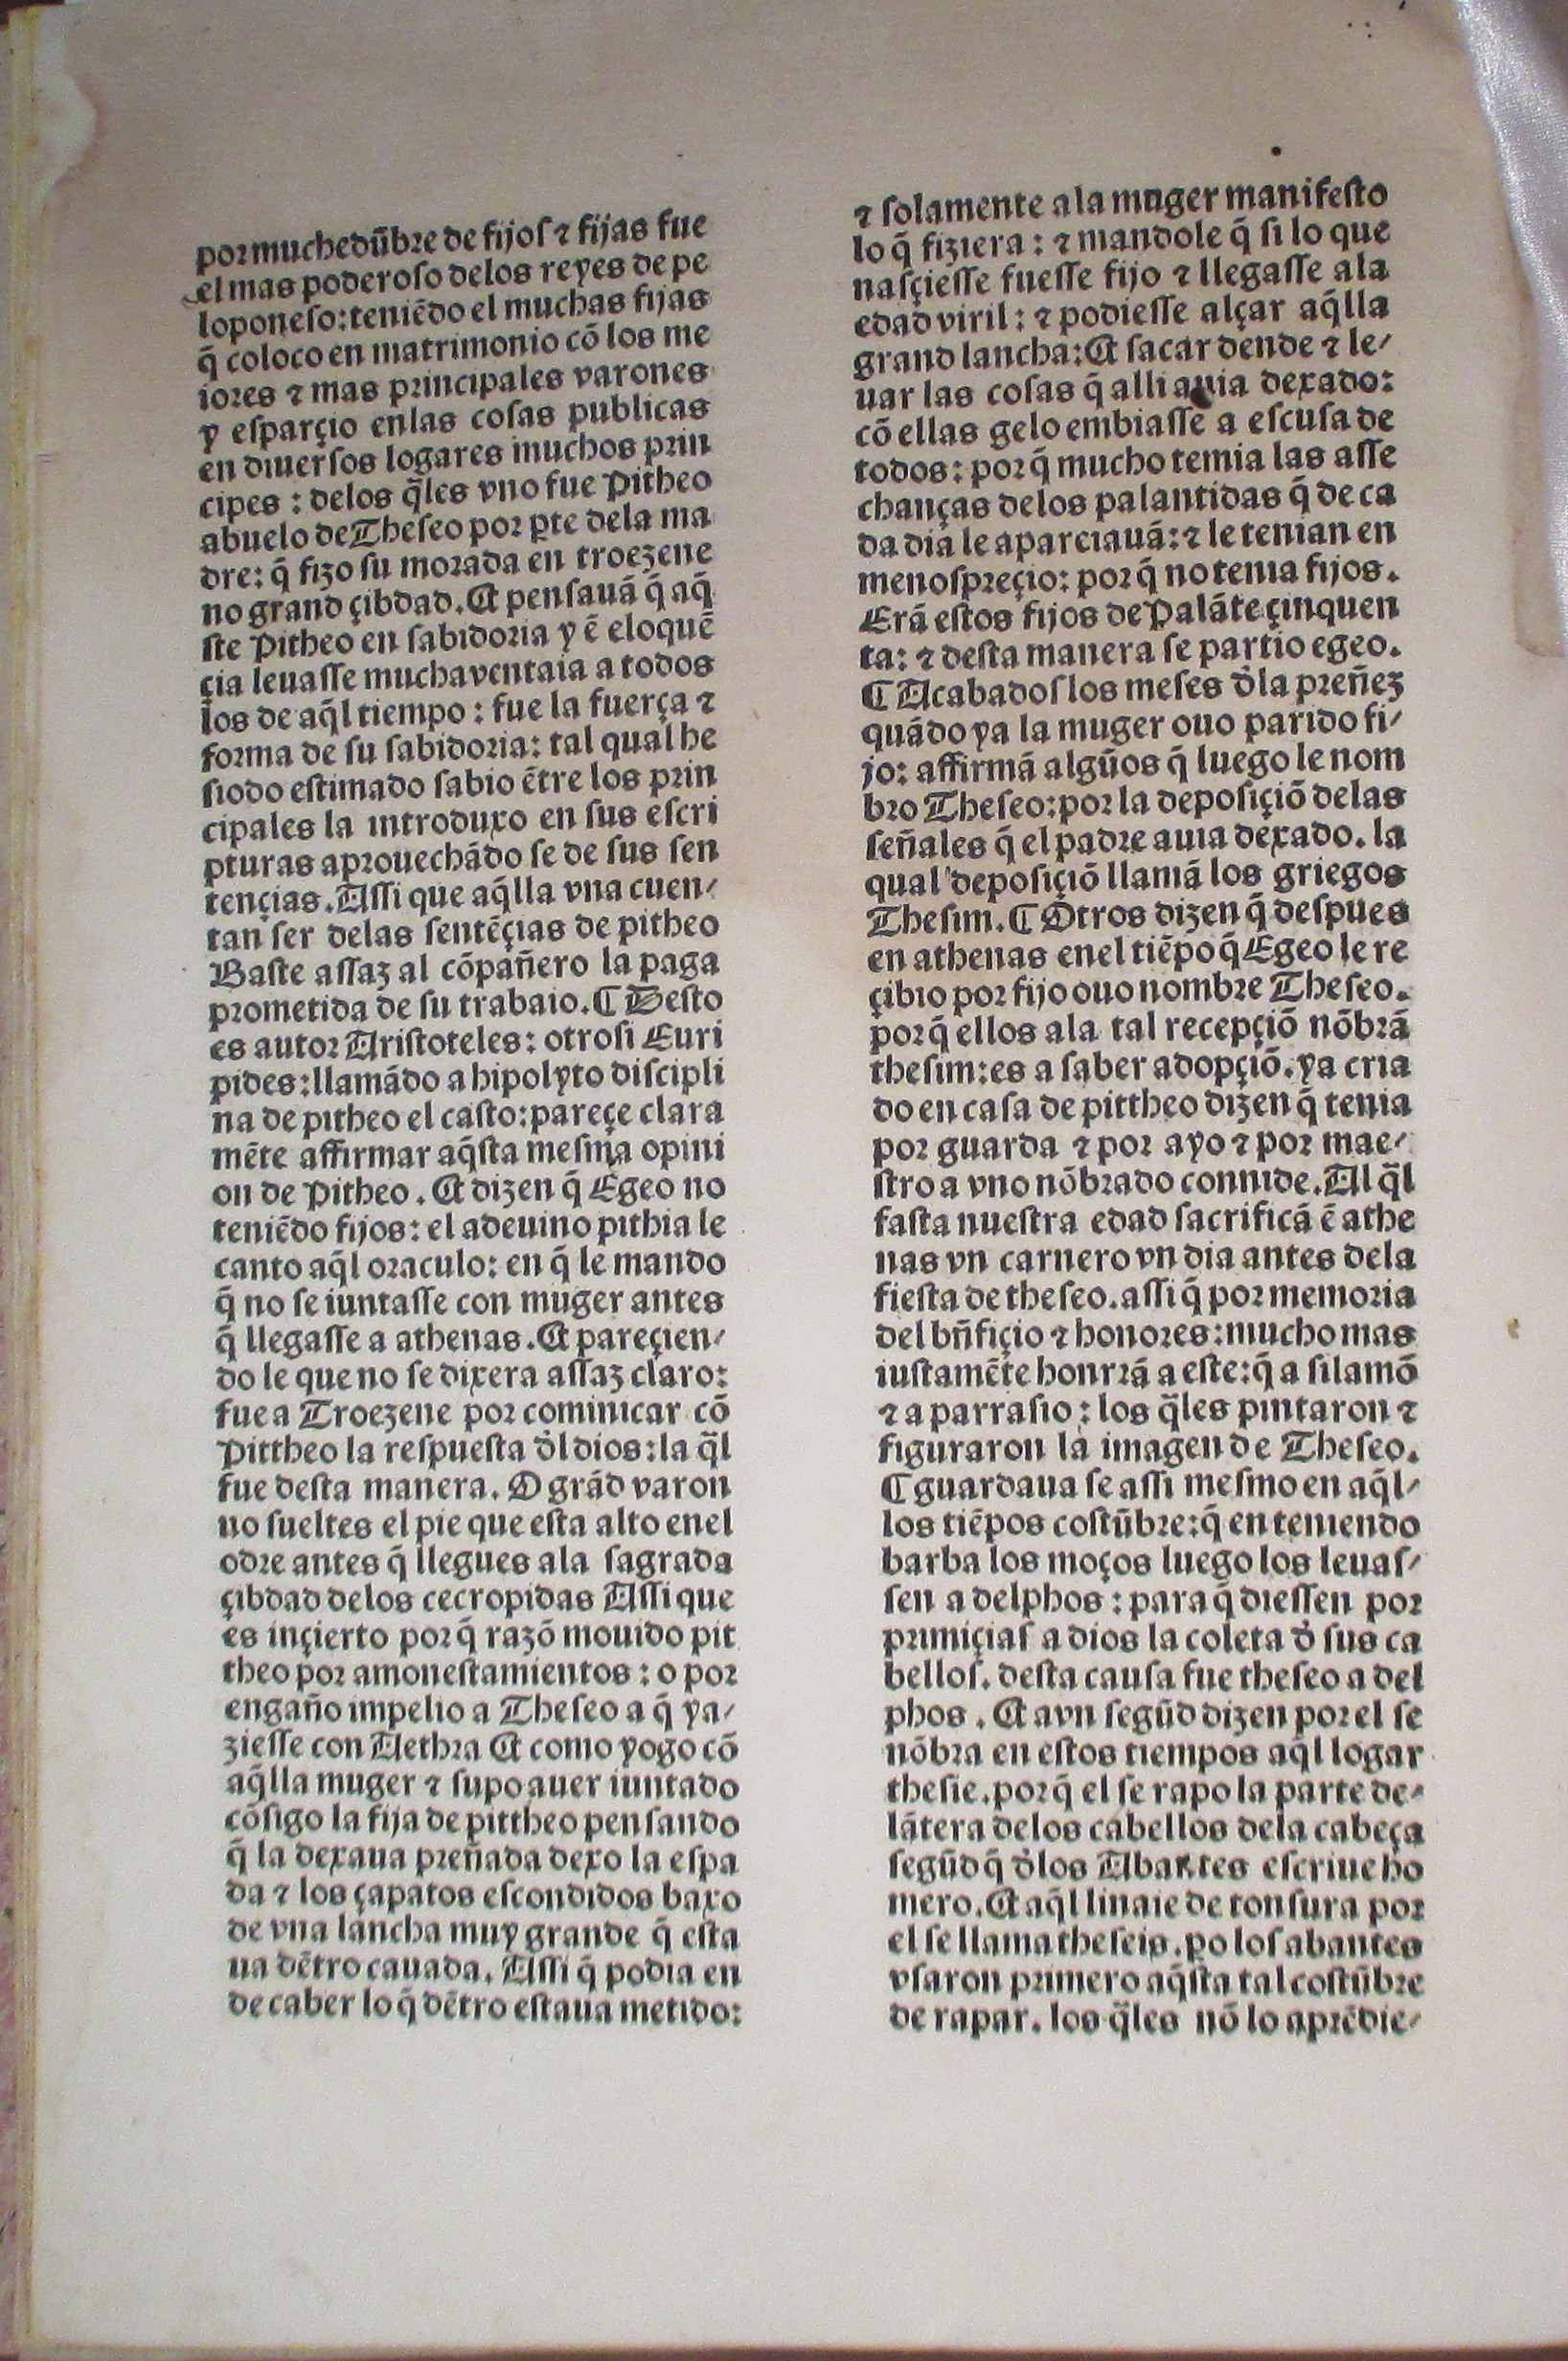 por muchedũbre de fijoſ ⁊ fijas fue
el mas poderoſo delos reyes de pe
loponeſo: teniẽdo el muchas fijas
q̃ coloco en matrimonio cõ los me
iores ⁊ mas principales varones
y eſparçio enlas coſas publicas
en diuerſos logares muchos prin
cipes : delos q̃les vno fue Pitheo
abuelo de Theſeo por ꝑte dela ma
dre: q̃ fizo ſu morada en troezene
no grand çibdad. Et penſauã q̃ aq̃
ſte Pitheo en ſabidoria y ẽ eloquẽ
çia leuaſſe mucha ventaia a todos
los de aq̃l tiempo : fue la fuerça ⁊
forma de ſu ſabidoria: tal qual he
ſiodo eſtimado ſabio ẽtre los prin
cipales la introduxo en ſus eſcri
pturas aprouechãdo ſe de ſus ſen
tençias. Aſſi que aq̃lla vna cuen⸗
tan ſer delas ſentẽçias de pitheo
Baſte aſſaz al cõpañero la paga
prometida de ſu trabaio. ¶ Deſto
es autor Ariſtoteles: otroſi Euri
pides: llamãdo a hipolyto diſcipli
na de pitheo el caſto: pareçe clara
mẽte affirmar aq̃ſta meſma opini
on de Pitheo . Et dizen q̃ Egeo no
teniẽdo fijos: el adeuino pithia le
canto aq̃l oraculo: en q̃ le mando
q̃ no ſe iuntaſſe con muger antes
q̃ llegaſſe a athenas. Et pareçien⸗
do le que no ſe dixera aſſaz claro:
fue a Troezene por cominicar cõ
Pittheo la reſpueſta d̉l dios: la q̃l
fue deſta manera. O grãd varon
no ſueltes el pie que eſta alto enel
odre antes q̃ llegues ala ſagrada
çibdad delos cecropidas Aſſi que
es inçierto porq̃ razõ mouido pit
theo por amoneſtamientos : o por
engaño impelio a Theſeo a q̃ ya⸗
zieſſe con Aethra Et como yogo cõ
aq̃lla muger ⁊ ſupo auer iuntado
cõſigo la fija de pittheo penſando
q̃ la dexaua preñada dexo la eſpa
da ⁊ los çapatos eſcondidos baxo
de vna lancha muy grande q̃ eſta
ua dẽtro cauada. Aſſi q̃ podia en
de caber lo q̃ dẽtro eſtaua metido:
⁊ ſolamente ala muger manifeſto
lo q̃ fiziera : ⁊ mandole q̃ ſi lo que
naſçieſſe fueſſe fijo ⁊ llegaſſe ala
edad viril : ⁊ podieſſe alçar aq̃lla
grand lancha: Et ſacar dende ⁊ le⸗
uar las coſas q̃ alli auia dexado:
cõ ellas gelo embiaſſe a eſcuſa de
todos: porq̃ mucho temia las aſſe
chanças delos palantidas q̃ de ca
da dia le aparciauã: ⁊ le tenian en
menoſpreçio: porq̃ no tenia fijos.
Erã eſtos fijos de Palãte çinquen
ta: ⁊ deſta manera ſe partio egeo.
¶ Acabadoſ los meſes d̉la preñez
quãdo ya la muger ouo parido fi⸗
jo: affirmã algũos q̃ luego le nom
bro Theſeo: por la depoſiçiõ delas
ſeñales q̃ el padre auia dexado. la
qual depoſiçiõ llamã los griegos
Theſim. ¶ Otros dizen q̃ deſpues
en athenas enel tiẽpo q̃ Egeo le re
çibio por fijo ouo nombre Theſeo.
porq̃ ellos ala tal recepçiõ nõbrã
theſim: es a ſaber adopçiõ. ya cria
do en caſa de pittheo dizen q̃ tenia
por guarda ⁊ por ayo ⁊ por mae⸗
ſtro a vno nõbrado connide. Al q̃l
faſta nueſtra edad ſacrificã ẽ athe
nas vn carnero vn dia antes dela
fieſta de theſeo. aſſi q̃ por memoria
del bñfiçio ⁊ honores: mucho mas
iuſtamẽte honrrã a eſte: q̃ a ſilamõ
⁊ a parraſio : los q̃les pintaron ⁊
figuraron la imagen de Theſeo.
¶ guardaua ſe aſſi meſmo en aq̃l⸗
los tiẽpos coſtũbre: q̃ en teniendo
barba los moços luego los leuaſ⸗
ſen a delphos : para q̃ dieſſen por
primiçiaſ a dios la coleta d̉ ſus ca
belloſ. deſta cauſa fue theſeo a del
phos . Et avn ſegũd dizen por el ſe
nõbra en eſtos tiempos aq̃l logar
theſie. porq̃ el ſe rapo la parte de⸗
lãtera delos cabellos dela cabeça
ſegũd q̃ d̉los Abantes eſcriue ho
mero. Et aq̃l linaie de tonſura por
el ſe llama theſeis. po loſ abantes
vſaron primero aq̃ſta tal coſtũbre
de rapar. los q̃les nõ lo aprẽdie⸗